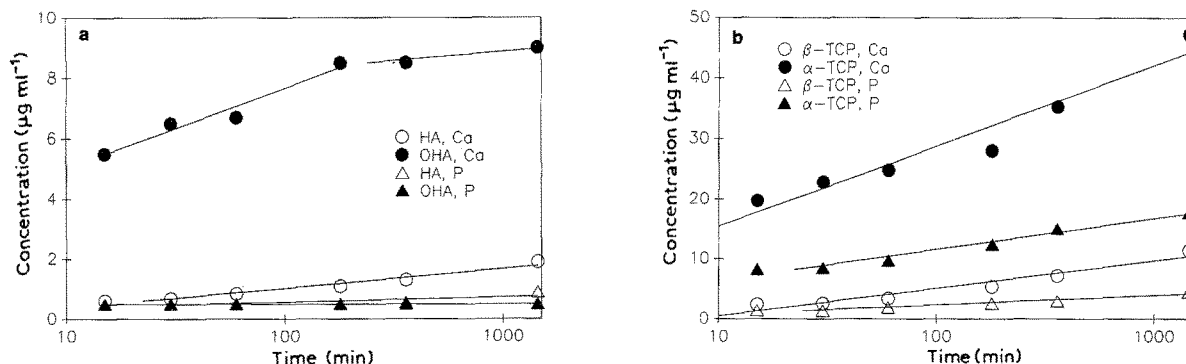 a
Concentration (μg ml⁻¹)
10
8
6
4
2
0
HA, Ca
OHA, Ca
HA, P
OHA, P
10
100
1000
Time (min)
b
Concentration (μg ml⁻¹)
50
40
30
20
10
0
β-TCP, Ca
α-TCP, Ca
β-TCP, P
α-TCP, P
10
100
1000
Time (min)